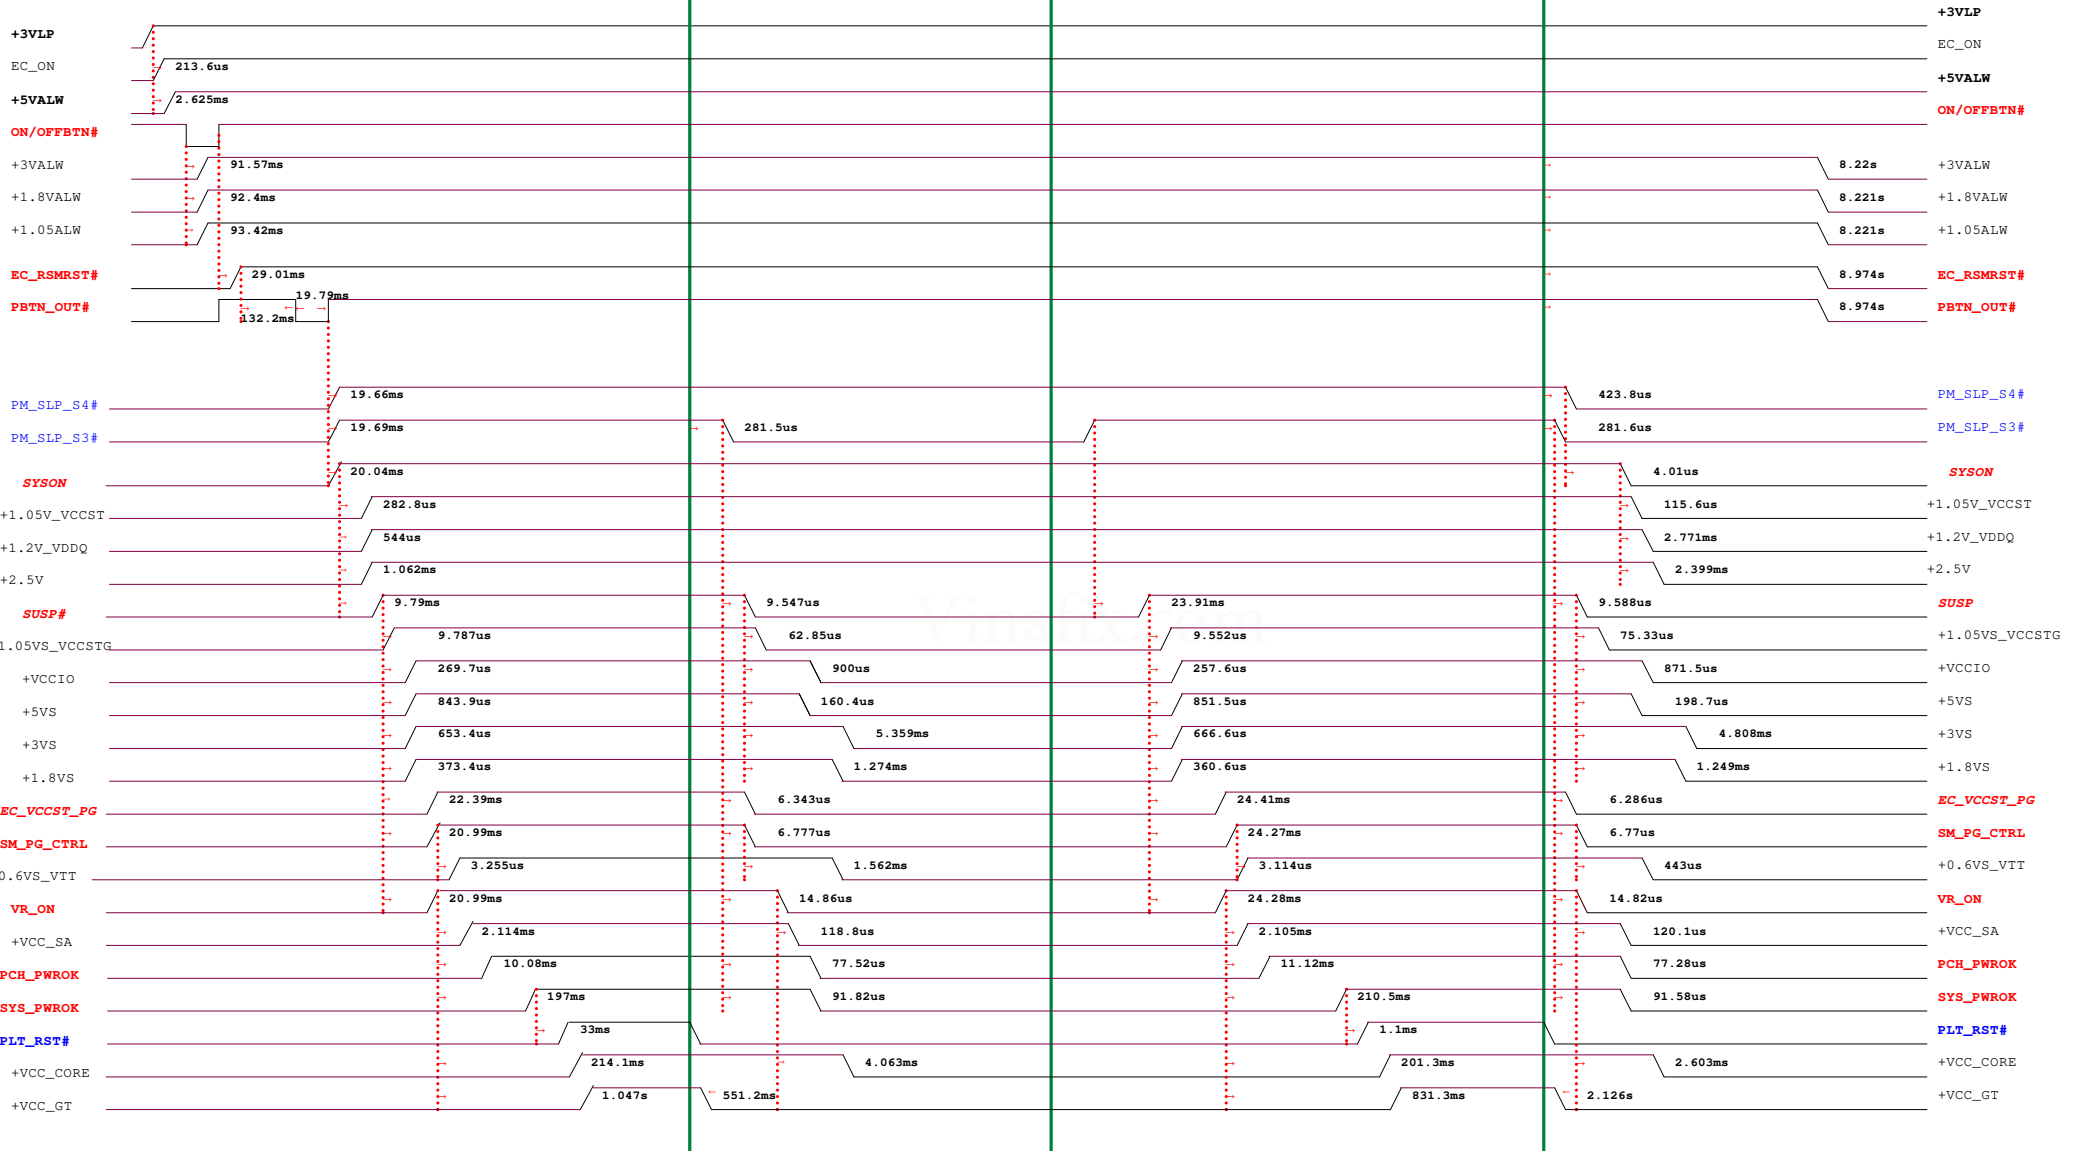 +3VLP +3VLP
EC_ON 213.6us EC_ON
+5VALW 2.625ms +5VALW
ON/OFFBTN# ON/OFFBTN#
+3VALW 91.57ms 8.22s +3VALW
+1.8VALW 92.4ms 8.221s +1.8VALW
+1.05ALW 93.42ms 8.221s +1.05ALW
EC_RSMRST# 29.01ms 8.974s EC_RSMRST#
19.79ms
PBTN_OUT# 132.2ms 8.974s PBTN_OUT#
PM_SLP_S4# 19.66ms 423.8us PM_SLP_S4#
PM_SLP_S3# 19.69ms 281.5us 281.6us PM_SLP_S3#
SYSON 20.04ms 4.01us SYSON
+1.05V_VCCST 282.8us 115.6us +1.05V_VCCST
+1.2V_VDDQ 544us 2.771ms +1.2V_VDDQ
+2.5V 1.062ms 2.399ms +2.5V
SUSP# 9.79ms 9.547us 23.91ms 9.588us SUSP
Vinafix.com
1.05VS_VCCSTG 9.787us 62.85us 9.552us 75.33us +1.05VS_VCCSTG
+VCCIO 269.7us 900us 257.6us 871.5us +VCCIO
+5VS 843.9us 160.4us 851.5us 198.7us +5VS
+3VS 653.4us 5.359ms 666.6us 4.808ms +3VS
+1.8VS 373.4us 1.274ms 360.6us 1.249ms +1.8VS
EC_VCCST_PG 22.39ms 6.343us 24.41ms 6.286us EC_VCCST_PG
SM_PG_CTRL 20.99ms 6.777us 24.27ms 6.77us SM_PG_CTRL
0.6VS_VTT 3.255us 1.562ms 3.114us 443us +0.6VS_VTT
VR_ON 20.99ms 14.86us 24.28ms 14.82us VR_ON
+VCC_SA 2.114ms 118.8us 2.105ms 120.1us +VCC_SA
PCH_PWROK 10.08ms 77.52us 11.12ms 77.28us PCH_PWROK
SYS_PWROK 197ms 91.82us 210.5ms 91.58us SYS_PWROK
PLT_RST# 33ms 1.1ms PLT_RST#
+VCC_CORE 214.1ms 4.063ms 201.3ms 2.603ms +VCC_CORE
+VCC_GT 1.047s 551.2ms 831.3ms 2.126s +VCC_GT